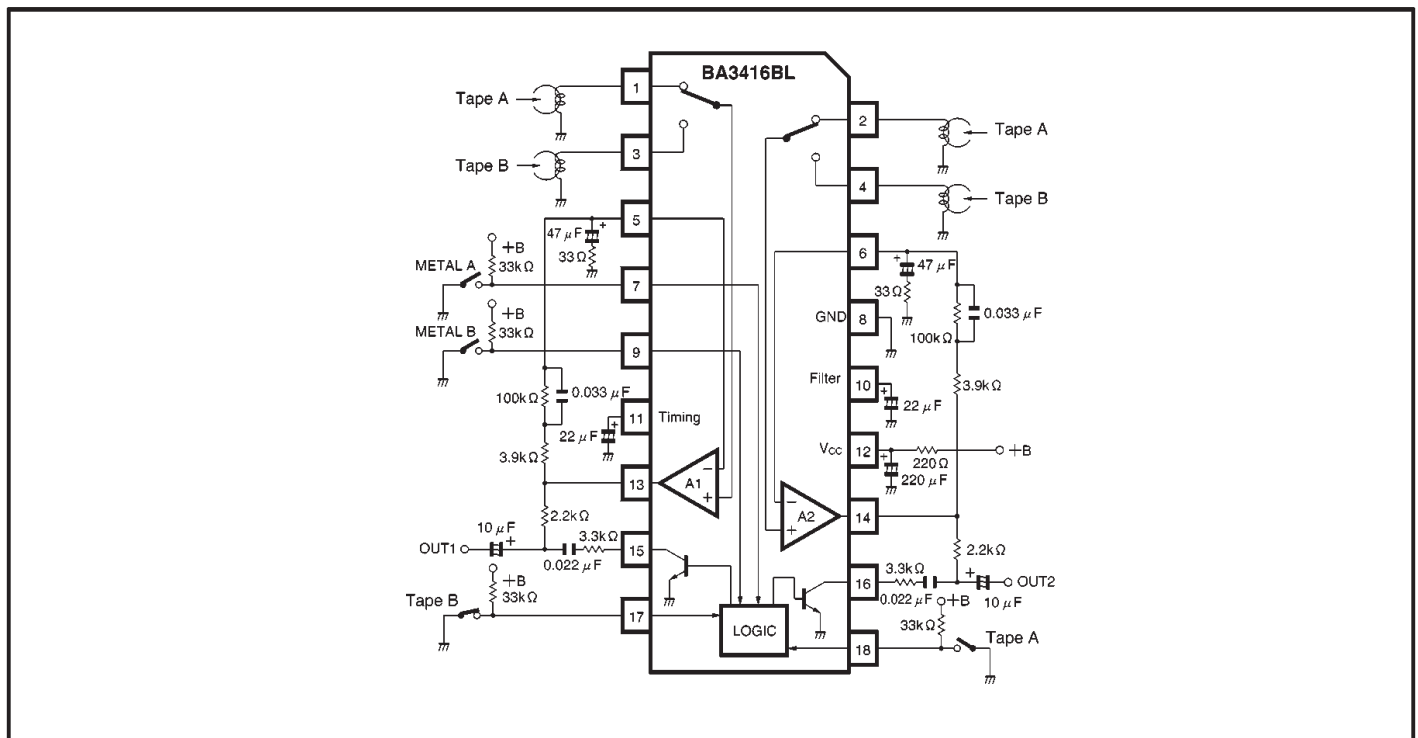 BA3416BL
Tape A
1
2
Tape A
Tape B
3
4
Tape B
5
47 μF
33Ω
6
47 μF
33Ω
+B
33kΩ
METAL A
7
GND
8
0.033 μF
100kΩ
+B
33kΩ
METAL B
9
Filter
10
22 μF
3.9kΩ
100kΩ
0.033 μF
11
Timing
22 μF
VCC
12
220Ω
+B
220 μF
3.9kΩ
13
A1
−
+
A2
−
+
14
2.2kΩ
2.2kΩ
10 μF
+
OUT1
3.3kΩ
0.022 μF
15
16
3.3kΩ
0.022 μF
+
OUT2
10 μF
+B
33kΩ
Tape B
17
LOGIC
18
+B
33kΩ
Tape A